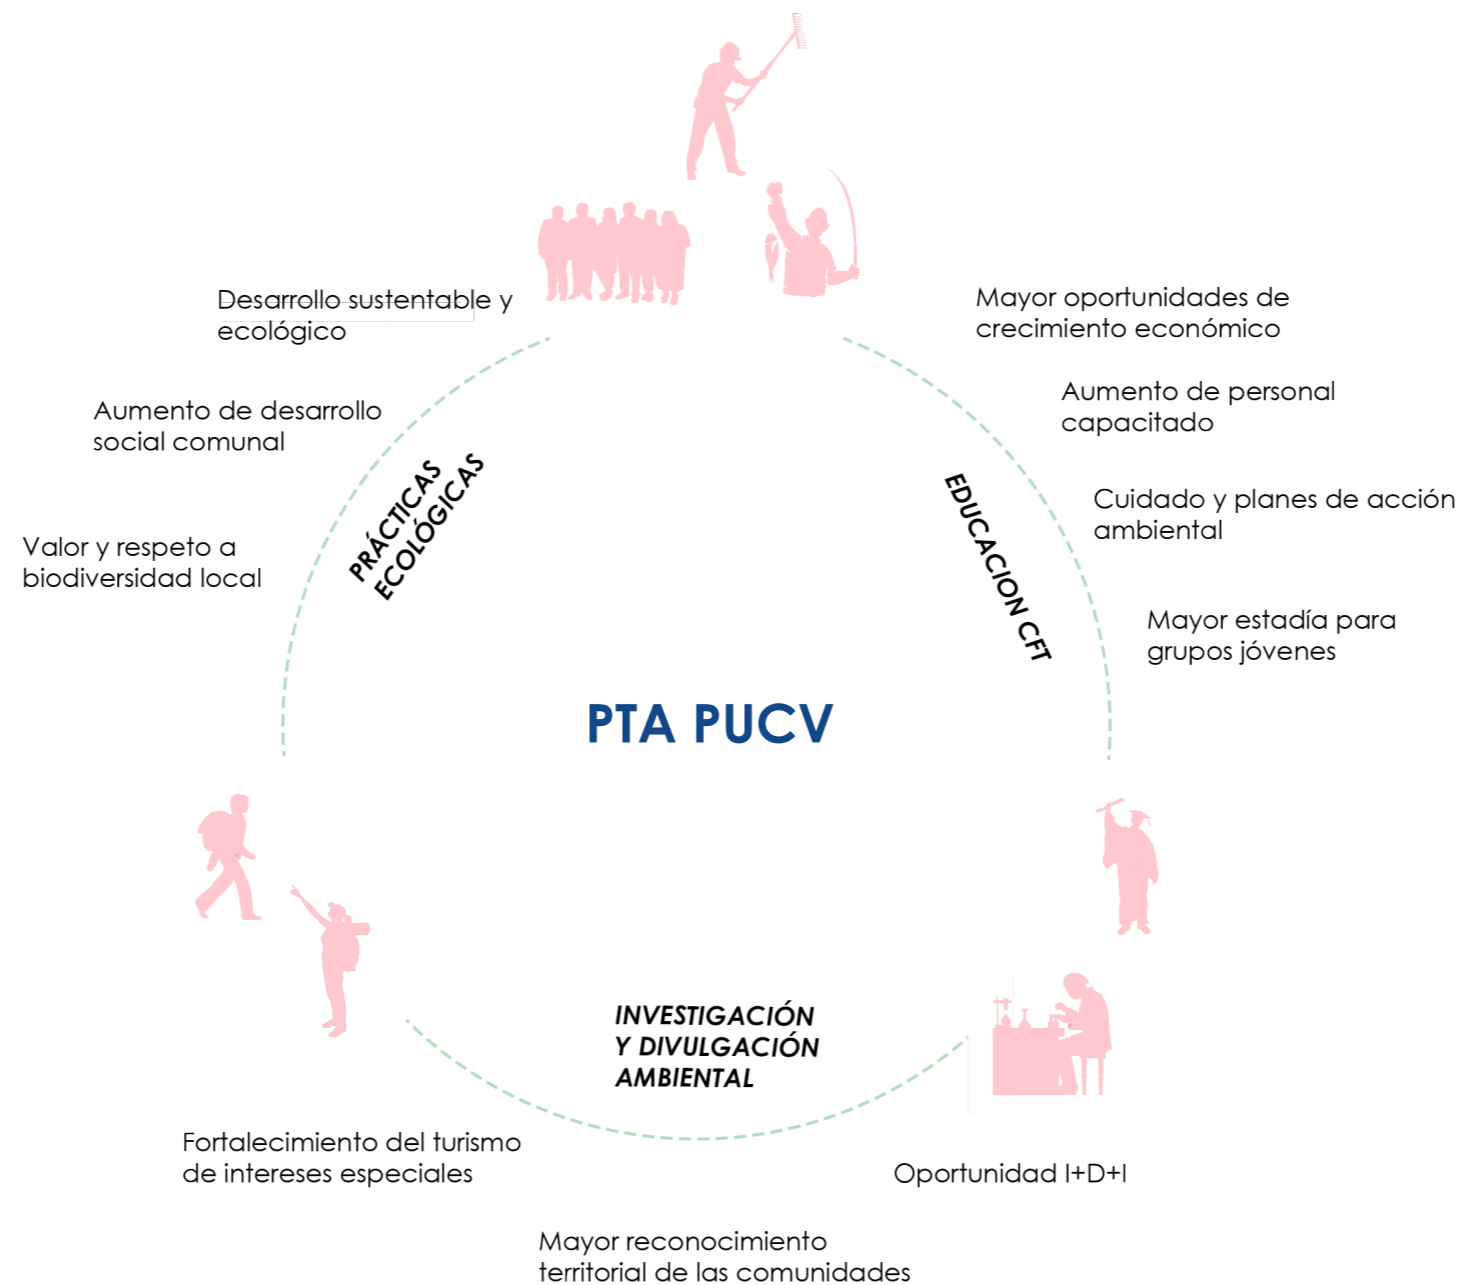 Desarrollo sustentable y
ecológico
Mayor oportunidades de
crecimiento económico
Aumento de desarrollo
social comunal
Aumento de personal
capacitado
PRÁCTICAS
ECOLÓGICAS
EDUCACION CFT
Cuidado y planes de acción
ambiental
Valor y respeto a
biodiversidad local
Mayor estadía para
grupos jóvenes
PTA PUCV
INVESTIGACIÓN
Y DIVULGACIÓN
AMBIENTAL
Fortalecimiento del turismo
de intereses especiales
Oportunidad I+D+I
Mayor reconocimiento
territorial de las comunidades